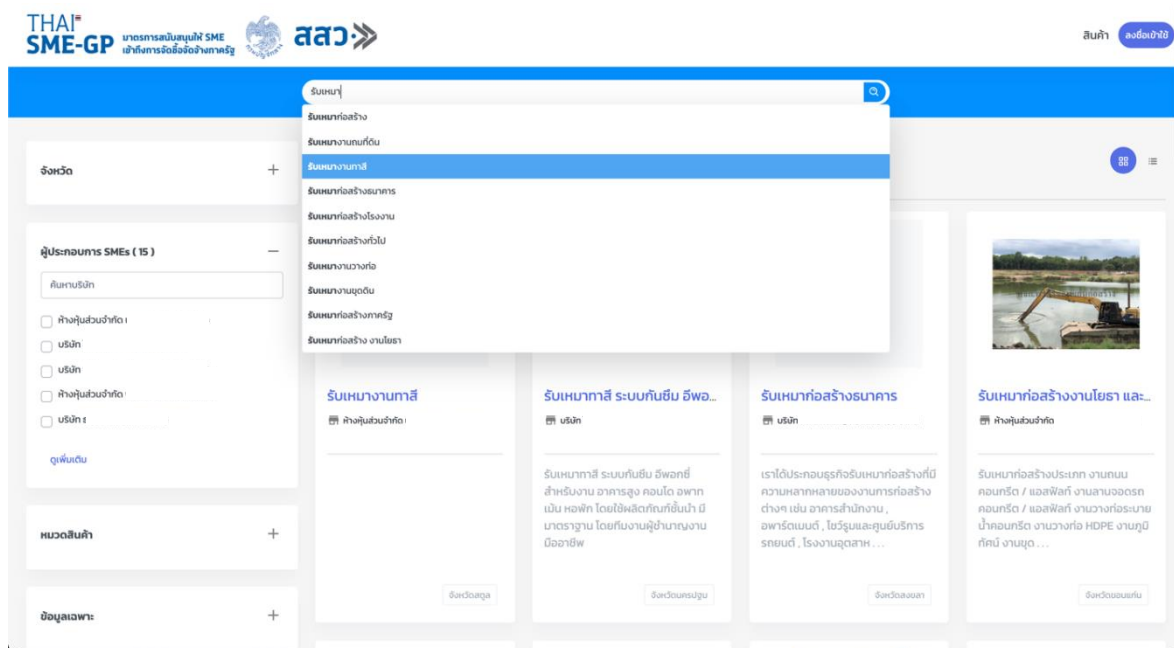 THAI
SME-GP
มาตรการสนับสนุนให้ SME
เข้าถึงการจัดซื้อจัดจ้างภาครัฐ
สสว
สินค้า
ลงชื่อเข้าใช้
รับเหมา
รับเหมาก่อสร้าง
รับเหมางานถมที่ดิน
รับเหมางานทาสี
รับเหมาก่อสร้างธนาคาร
รับเหมาก่อสร้างโรงงาน
รับเหมาก่อสร้างทั่วไป
รับเหมางานวางท่อ
รับเหมางานขุดดิน
รับเหมาก่อสร้างภาครัฐ
รับเหมาก่อสร้าง งานโยธา
จังหวัด
ผู้ประกอบการ SMEs ( 15 )
ค้นหาบริษัท
ห้างหุ้นส่วนจำกัด
บริษัท
บริษัท
ห้างหุ้นส่วนจำกัด
บริษัท
ดูเพิ่มเติม
หมวดสินค้า
ข้อมูลเฉพาะ
รับเหมางานทาสี
ห้างหุ้นส่วนจำกัด
จังหวัดสตูล
รับเหมาทาสี ระบบกันซึม อีพอ...
บริษัท
รับเหมาทาสี ระบบกันซึม อีพอกซี่
สำหรับงาน อาคารสูง คอนโด อพาท
เม้น หอพัก โดยใช้ผลิตภัณฑ์ชั้นนำ มี
มาตราฐาน โดยทีมงานผู้ชำนาญงาน
มืออาชีพ
จังหวัดนครปฐม
รับเหมาก่อสร้างธนาคาร
บริษัท
เราได้ประกอบธุรกิจรับเหมาก่อสร้างที่มี
ความหลากหลายของงานการก่อสร้าง
ต่างๆ เช่น อาคารสำนักงาน ,
อพาร์ตเมนต์ , โชว์รูมและศูนย์บริการ
รถยนต์ , โรงงานอุตสาห . . .
จังหวัดสงขลา
รับเหมาก่อสร้างงานโยธา และ...
ห้างหุ้นส่วนจำกัด
รับเหมาก่อสร้างประเภท งานถนน
คอนกรีต / แอสฟัลท์ งานลานจอดรถ
คอนกรีต / แอสฟัลท์ งานวางท่อระบาย
น้ำคอนกรีต งานวางท่อ HDPE งานภูมิ
ทัศน์ งานขุด . . .
จังหวัดขอนแก่น